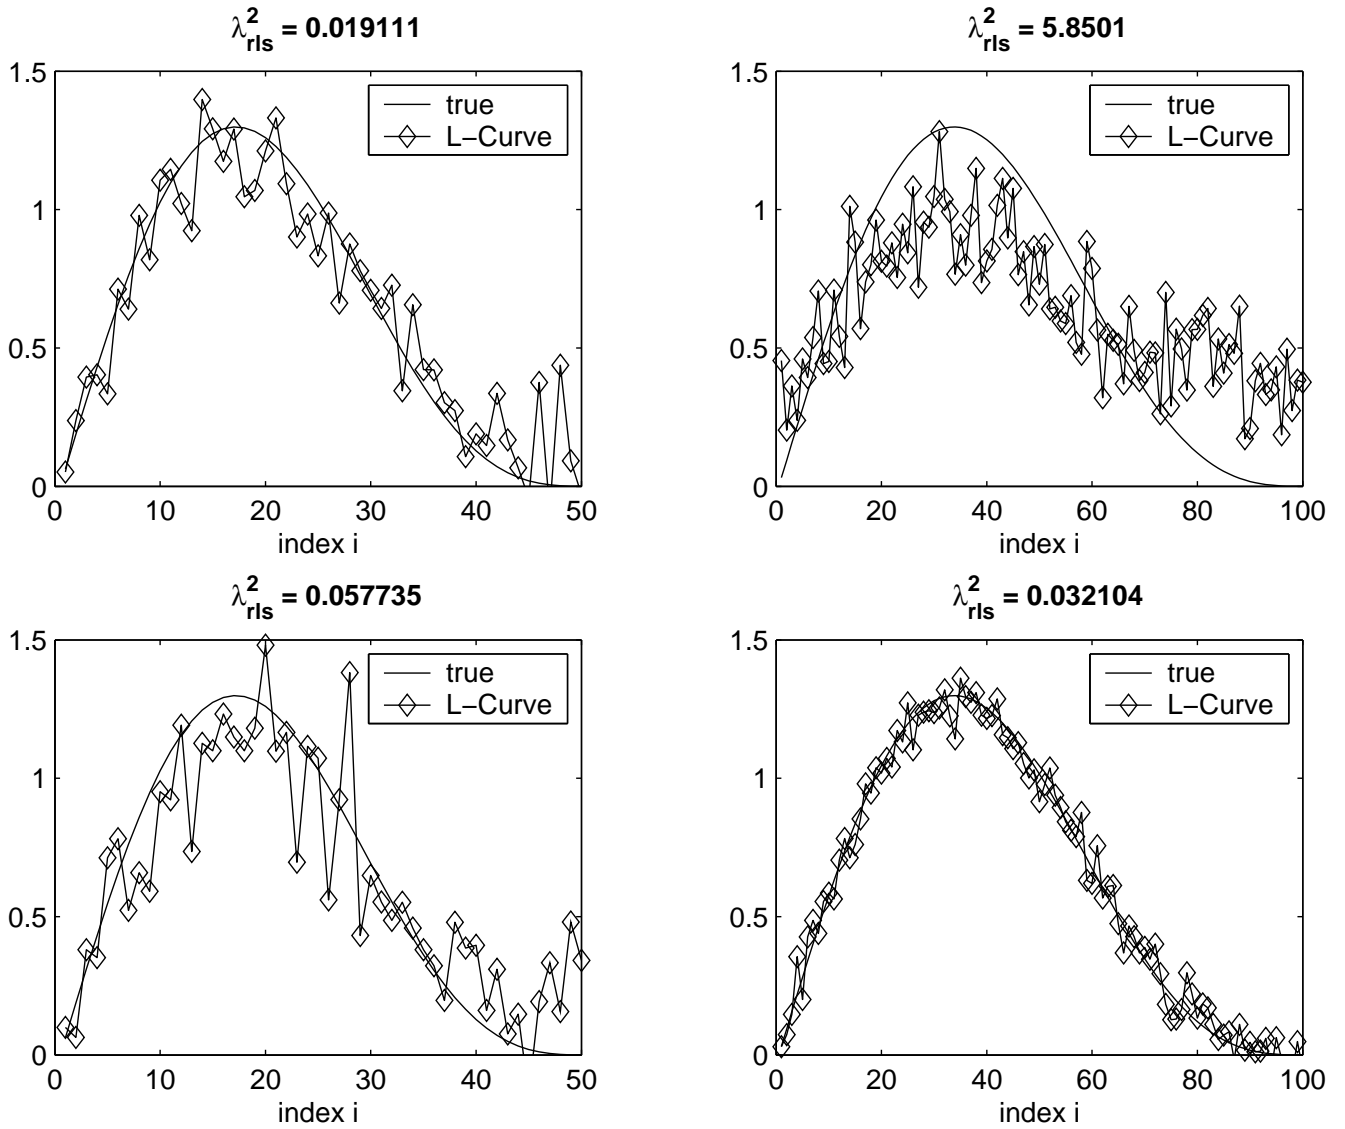 λ²rls = 0.019111
1.5
1
0.5
0
0 10 20 30 40 50
index i
true
L-Curve
λ²rls = 5.8501
1.5
1
0.5
0
0 20 40 60 80 100
index i
true
L-Curve
λ²rls = 0.057735
1.5
1
0.5
0
0 10 20 30 40 50
index i
true
L-Curve
λ²rls = 0.032104
1.5
1
0.5
0
0 20 40 60 80 100
index i
true
L-Curve